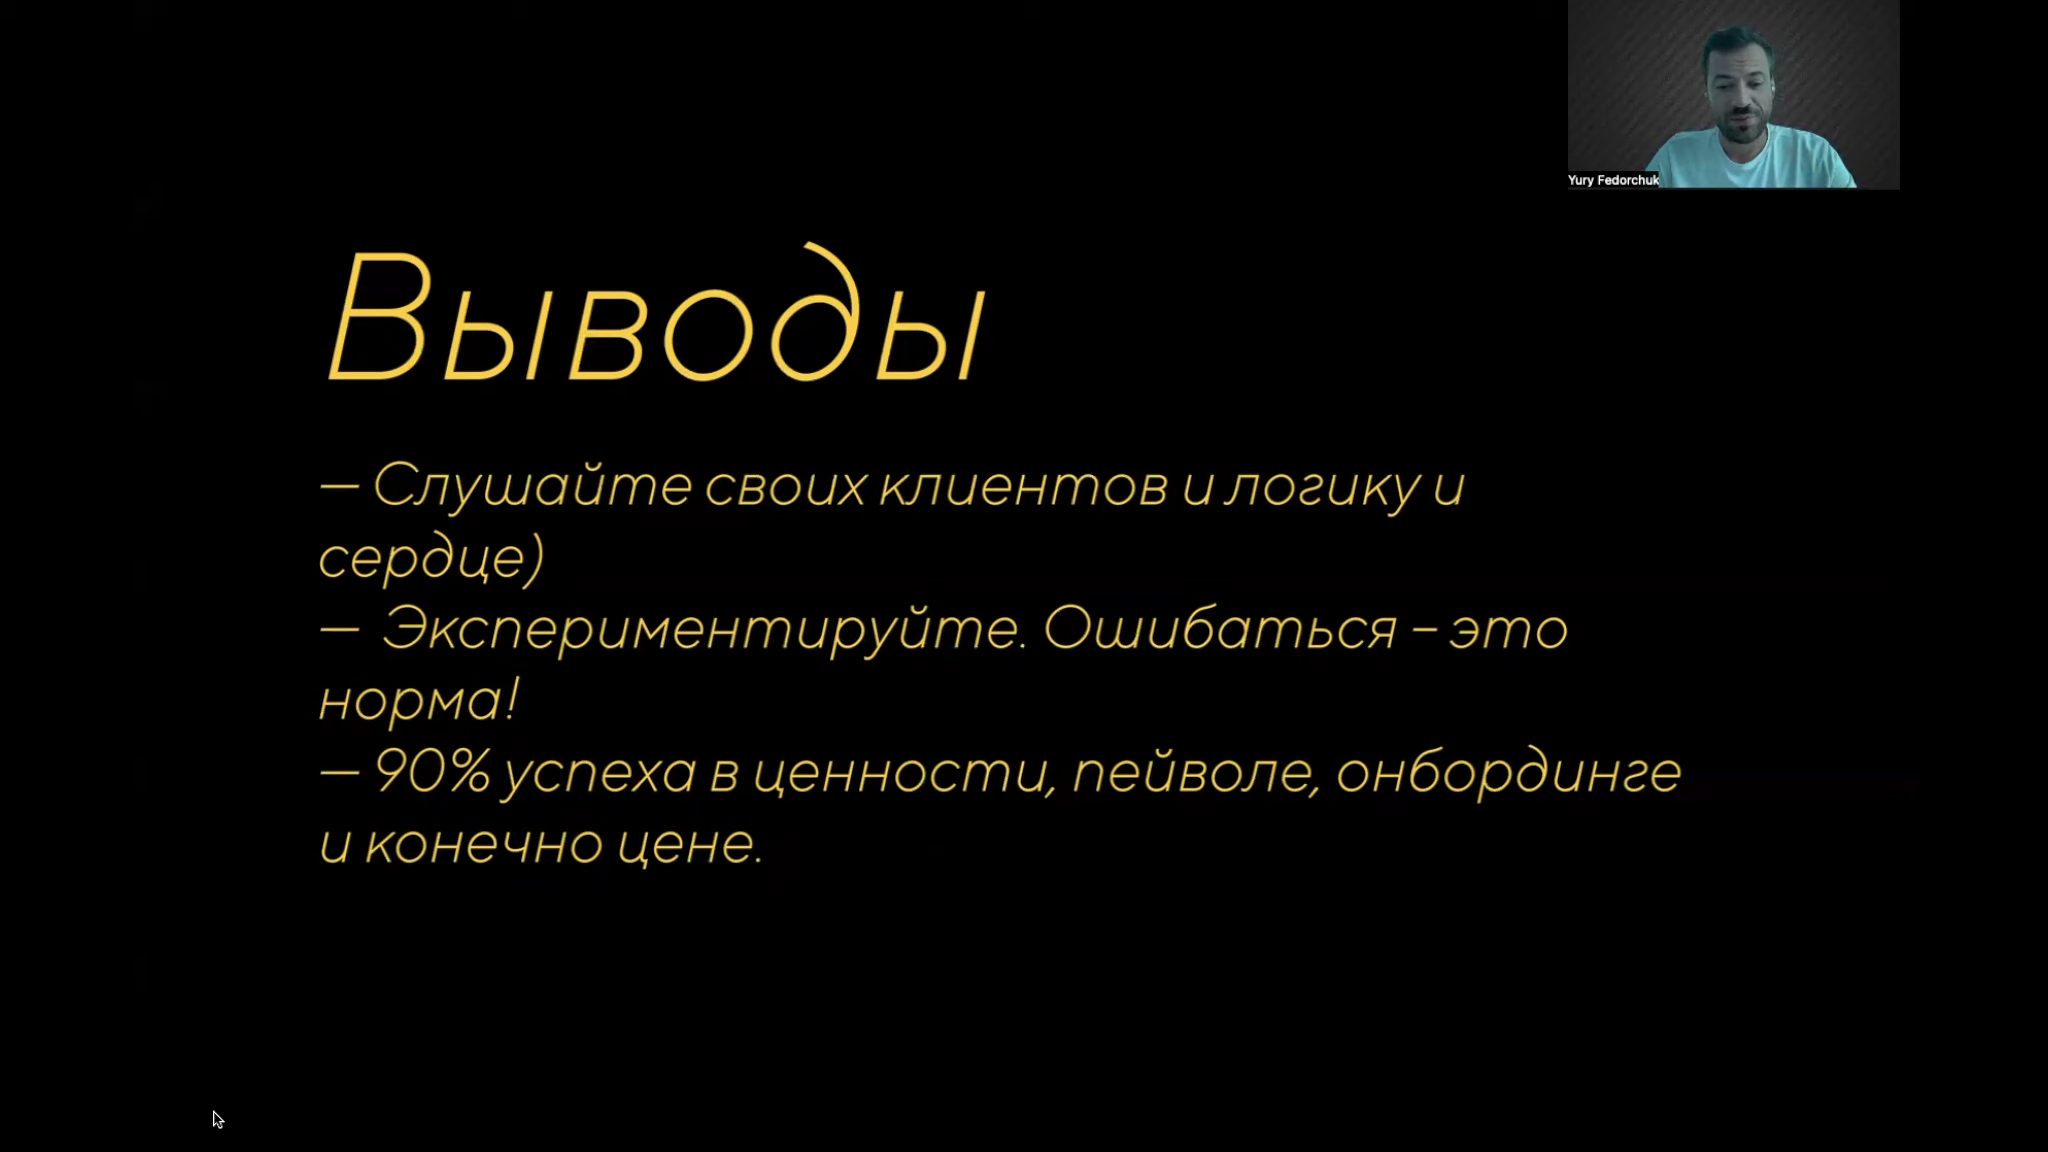 Yury Fedorchuk
Выводы
— Слушайте своих клиентов и логику и
сердце)
— Экспериментируйте. Ошибаться – это
норма!
— 90% успеха в ценности, пейволе, онбординге
и конечно цене.